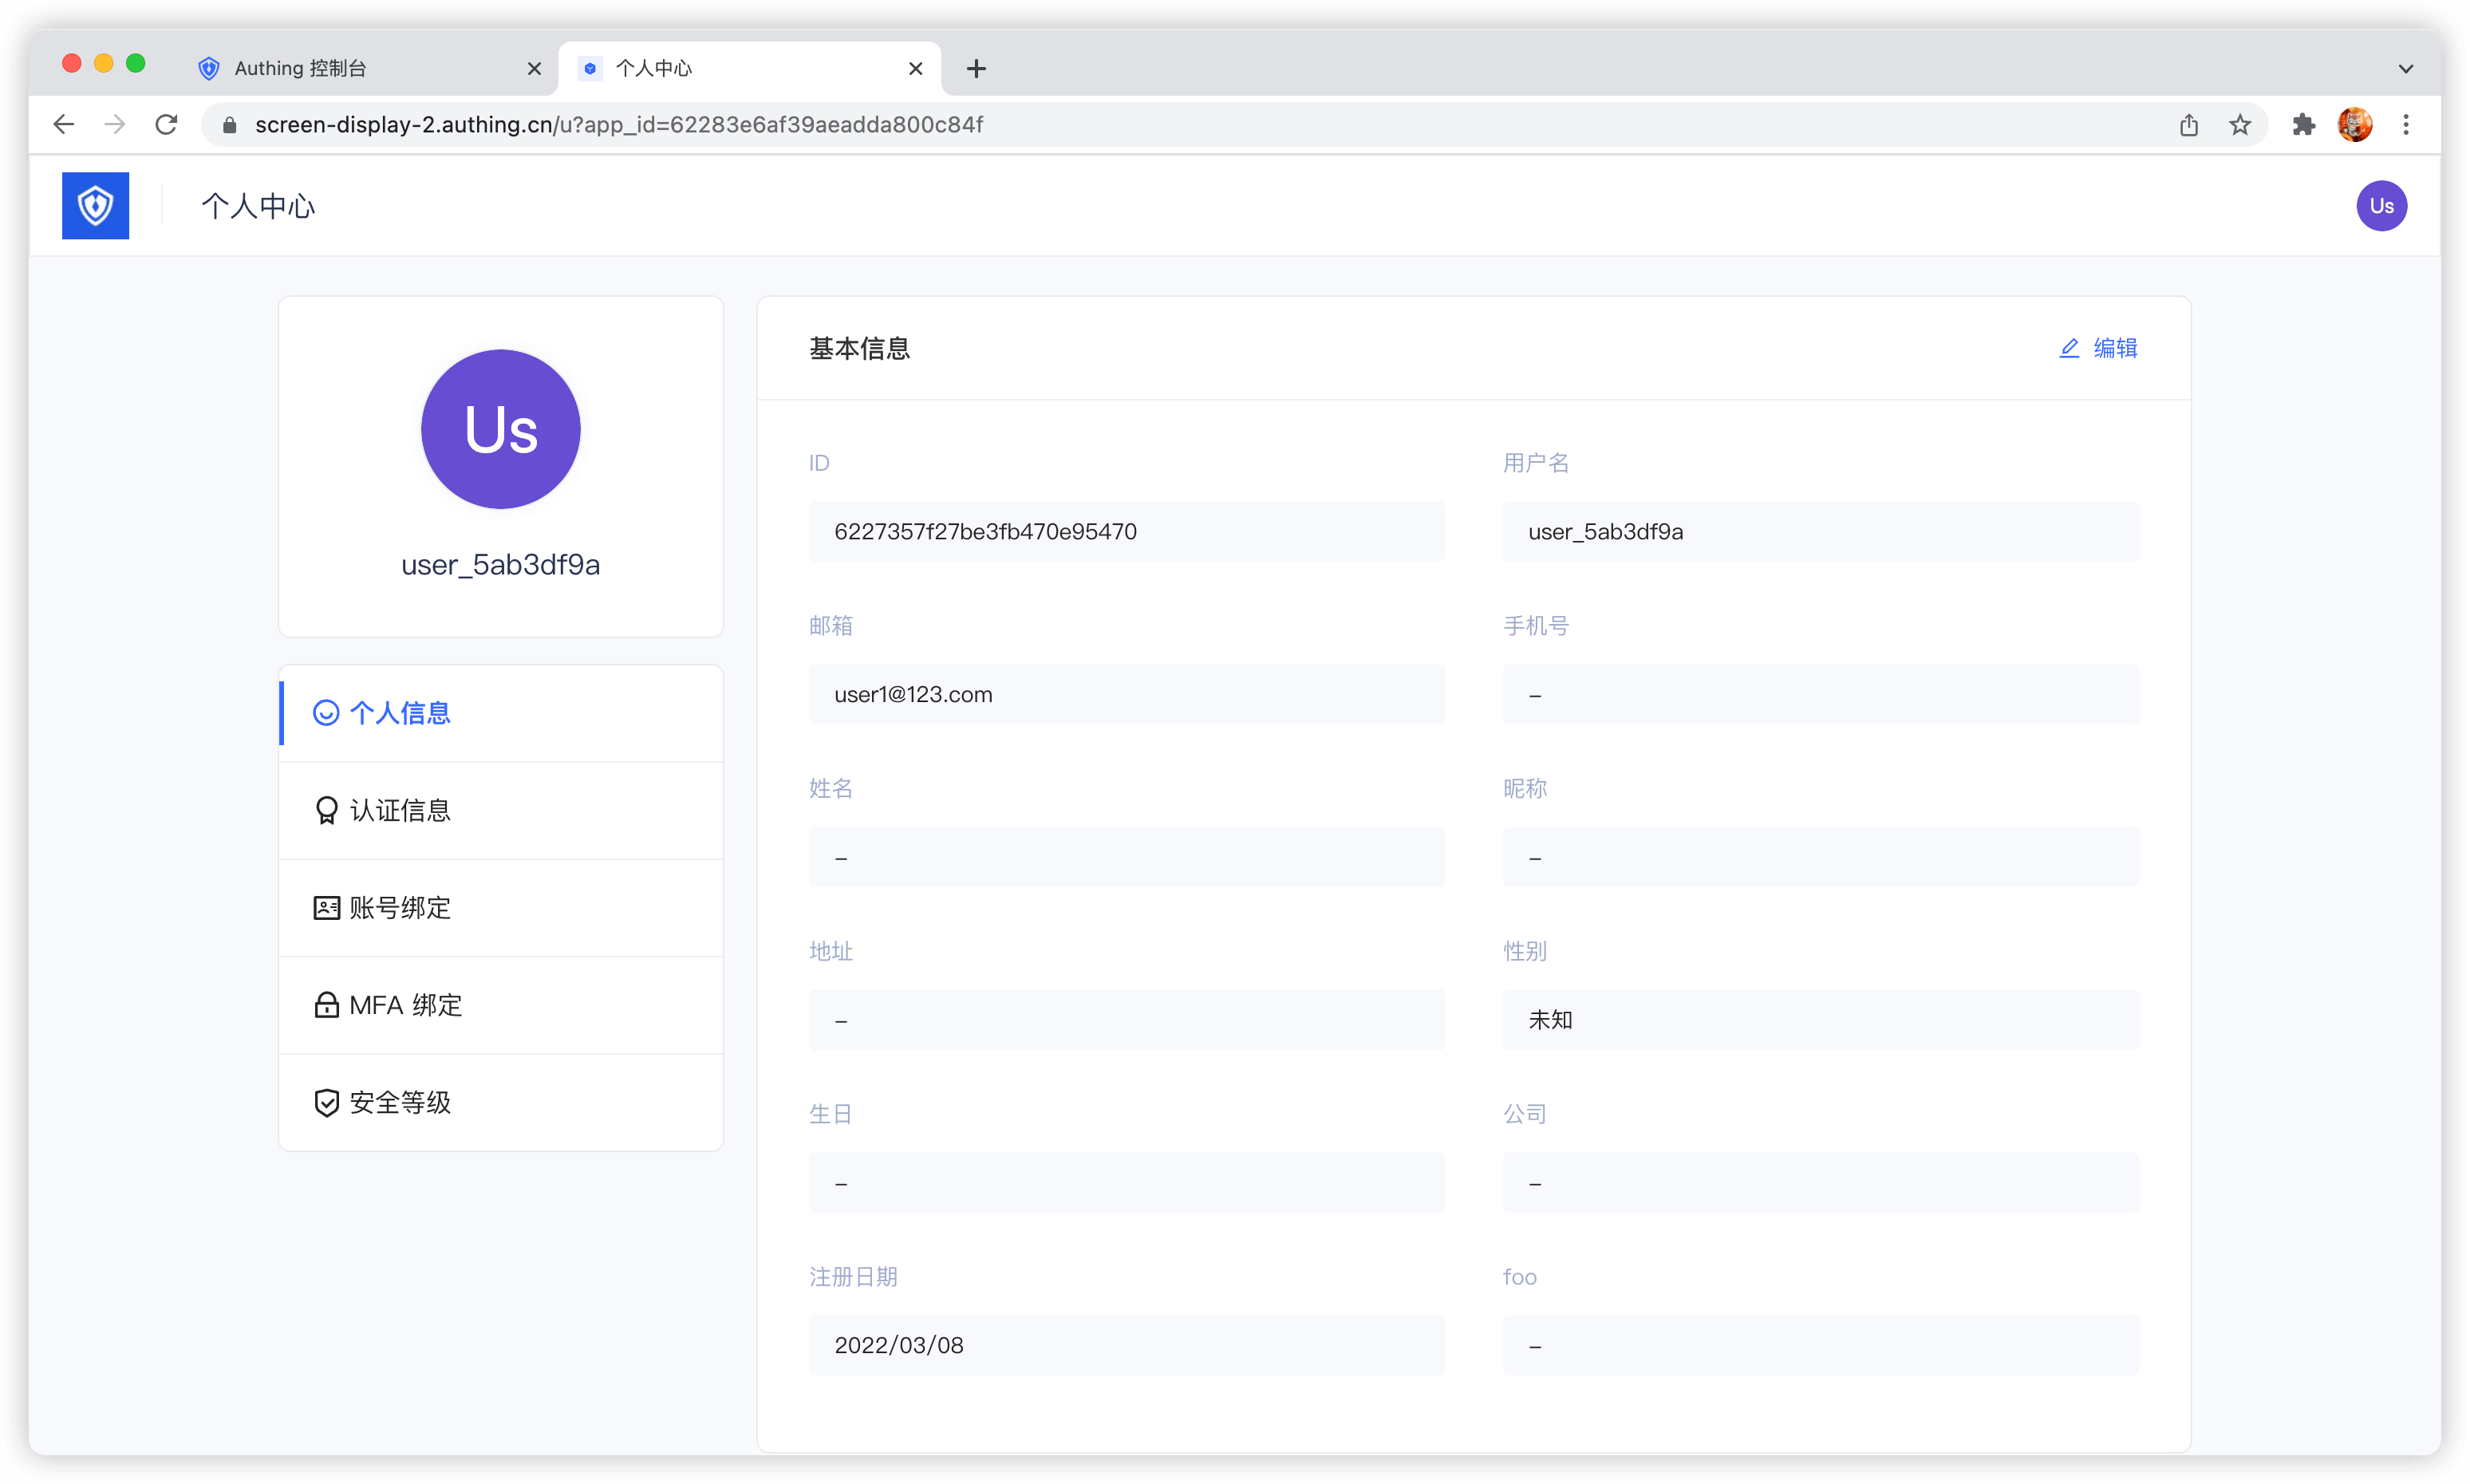 Authing 控制台
个人中心
screen-display-2.authing.cn/u?app_id=62283e6af39aeadda800c84f
个人中心
Us
Us
user_5ab3df9a
个人信息
认证信息
账号绑定
MFA 绑定
安全等级
基本信息
编辑
ID
用户名
6227357f27be3fb470e95470
user_5ab3df9a
邮箱
手机号
user1@123.com
–
姓名
昵称
–
–
地址
性别
–
未知
生日
公司
–
–
注册日期
foo
2022/03/08
–